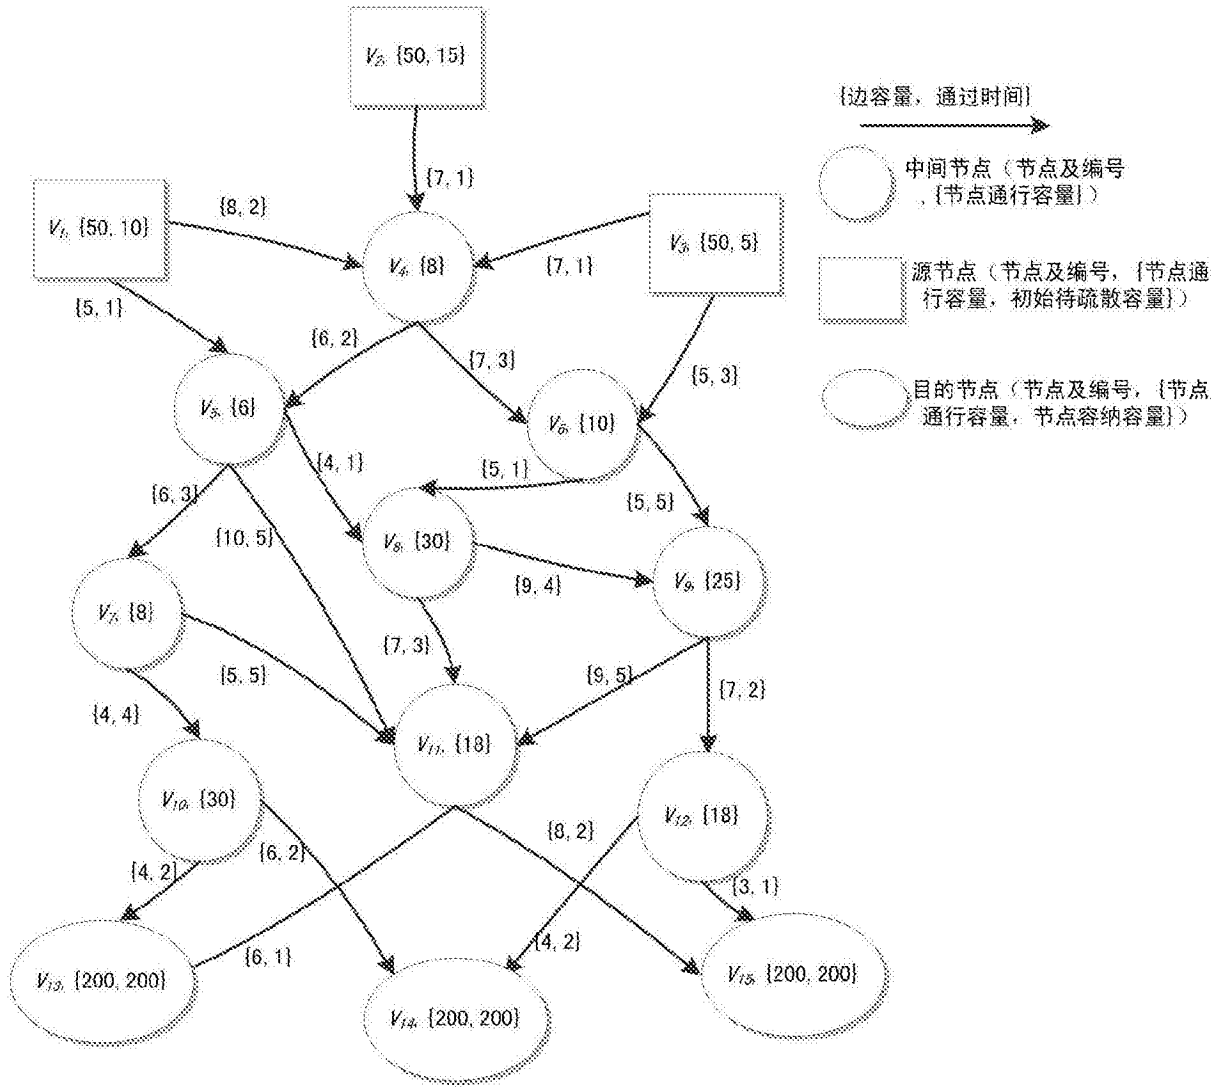 V2, {50, 15}
{边容量，通过时间}
{7, 1}
中间节点（节点及编号
, {节点通行容量}）
V1, {50, 10}
{8, 2}
V4, {8}
{7, 1}
V3, {50, 5}
源节点（节点及编号，{节点通
行容量，初始待疏散容量}）
{5, 1}
{6, 2}
{7, 3}
{5, 3}
目的节点（节点及编号，{节点
通行容量，节点容纳容量}）
V5, {6}
V6, {10}
{4, 1}
{5, 1}
{6, 3}
{5, 5}
{10, 5}
V8, {30}
{9, 4}
V9, {25}
V7, {8}
{7, 3}
{5, 5}
{9, 5}
{7, 2}
{4, 4}
V11, {18}
V10, {30}
V12, {18}
{8, 2}
{6, 2}
{4, 2}
{3, 1}
{6, 1}
{4, 2}
V13, {200, 200}
V15, {200, 200}
V14, {200, 200}